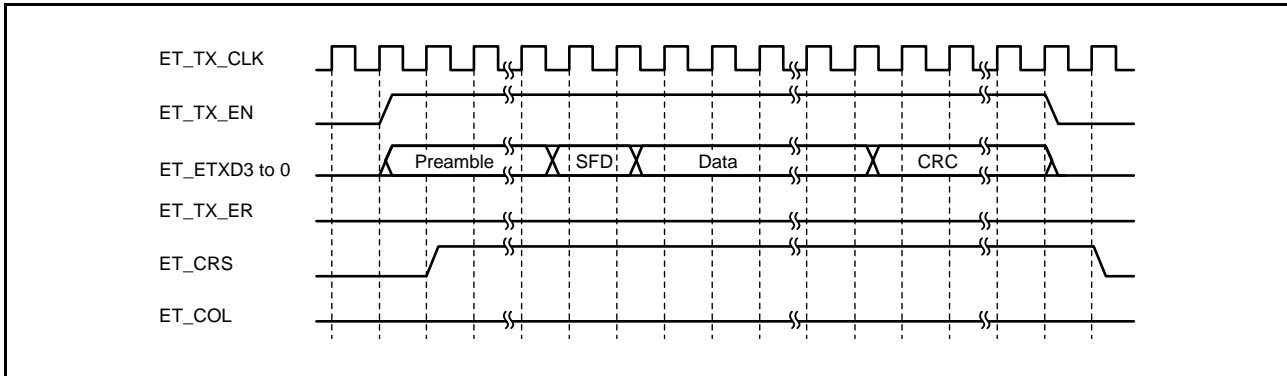 ET_TX_CLK
ET_TX_EN
ET_ETXD3 to 0
Preamble
SFD
Data
CRC
ET_TX_ER
ET_CRS
ET_COL